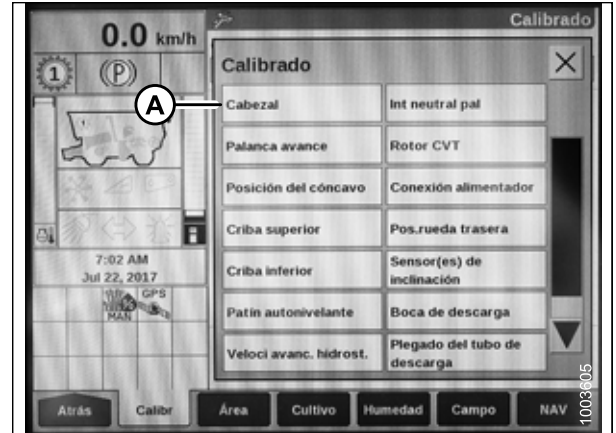 Calibrado
0.0 km/h
1
(P)
Calibrado
A
Cabezal
Int neutral pal
Palanca avance
Rotor CVT
Posición del cóncavo
Conexión alimentador
Criba superior
Pos.rueda trasera
Criba inferior
Sensor(es) de
inclinación
Patín autonivelante
Boca de descarga
Veloci avanc. hidrost.
Plegado del tubo de
descarga
7:02 AM
Jul 22, 2017
GPS
MAN
Atrás
Calibr
Área
Cultivo
Humedad
Campo
NAV
1003605